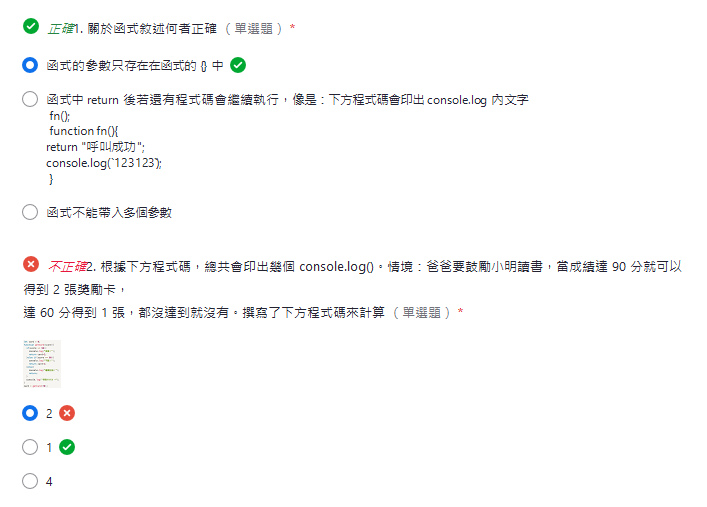 正確1. 關於函式敘述何者正確 （單選題）*
函式的參數只存在在函式的 {} 中
函式中 return 後若還有程式碼會繼續執行，像是：下方程式碼會印出 console.log 內文字
fn();
function fn(){
return "呼叫成功";
console.log(`123123`);
}
函式不能帶入多個參數
不正確2. 根據下方程式碼，總共會印出幾個 console.log()。情境：爸爸要鼓勵小明讀書，當成績達 90 分就可以
得到 2 張獎勵卡，
達 60 分得到 1 張，都沒達到就沒有。撰寫了下方程式碼來計算 （單選題）*
2
1
4